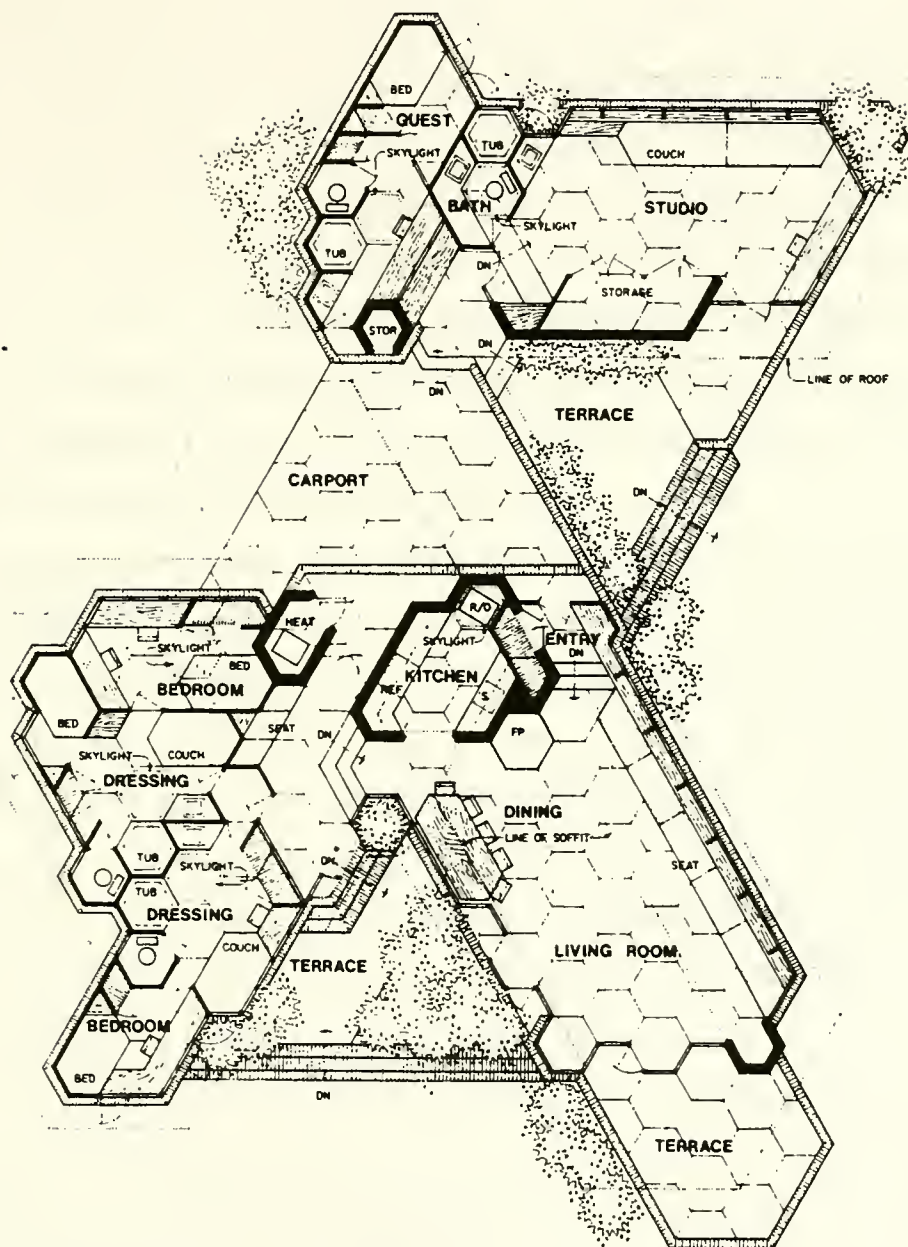 BED
QUEST
TUB
SKYLIGHT
COUCH
BATH
STUDIO
SKYLIGHT
TUB
DN
STORAGE
STOR
DN
LINE OF ROOF
DN
TERRACE
CARPORT
DN
R/O
HEAT
SKYLIGHT
ENTRY
SKYLIGHT
DN
BED
KITCHEN
BEDROOM
REF
S
BED
SEAT
DN
FP
SKYLIGHT
COUCH
DRESSING
DINING
LINE OF SOFFIT
TUB
SKYLIGHT
DN
SEAT
TUB
DRESSING
COUCH
LIVING ROOM
TERRACE
BEDROOM
BED
DN
TERRACE